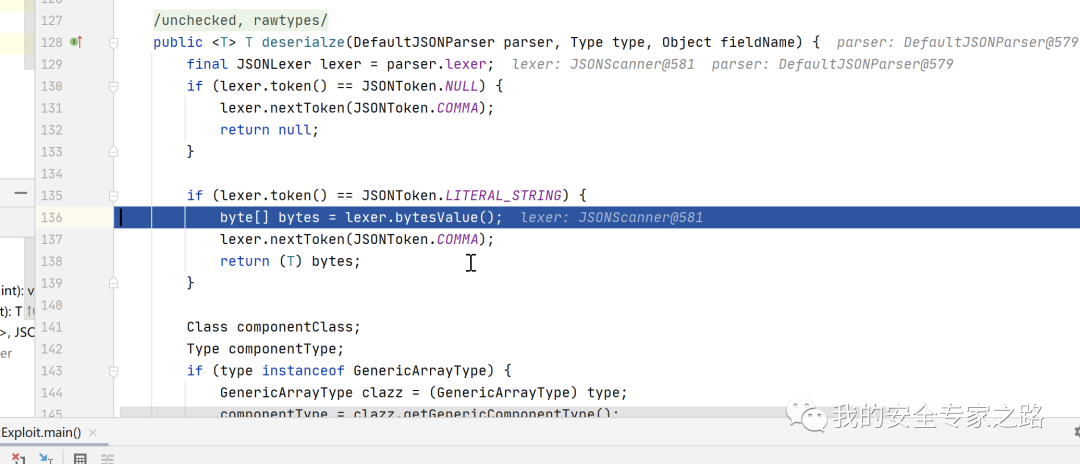 127 /unchecked, rawtypes/
128 public <T> T deserialze(DefaultJSONParser parser, Type type, Object fieldName) { parser: DefaultJSONParser@579
129 final JSONLexer lexer = parser.lexer; lexer: JSONScanner@581 parser: DefaultJSONParser@579
130 if (lexer.token() == JSONToken.NULL) {
131 lexer.nextToken(JSONToken.COMMA);
132 return null;
133 }
134
135 if (lexer.token() == JSONToken.LITERAL_STRING) {
136 byte[] bytes = lexer.bytesValue(); lexer: JSONScanner@581
137 lexer.nextToken(JSONToken.COMMA);
138 return (T) bytes;
139 }
140
141 Class componentClass;
142 Type componentType;
143 if (type instanceof GenericArrayType) {
144 GenericArrayType clazz = (GenericArrayType) type;
145 componentType = clazz.getGenericComponentType();
int): v
t): T
>, JSC
er
我的安全专家之路
Exploit.main()